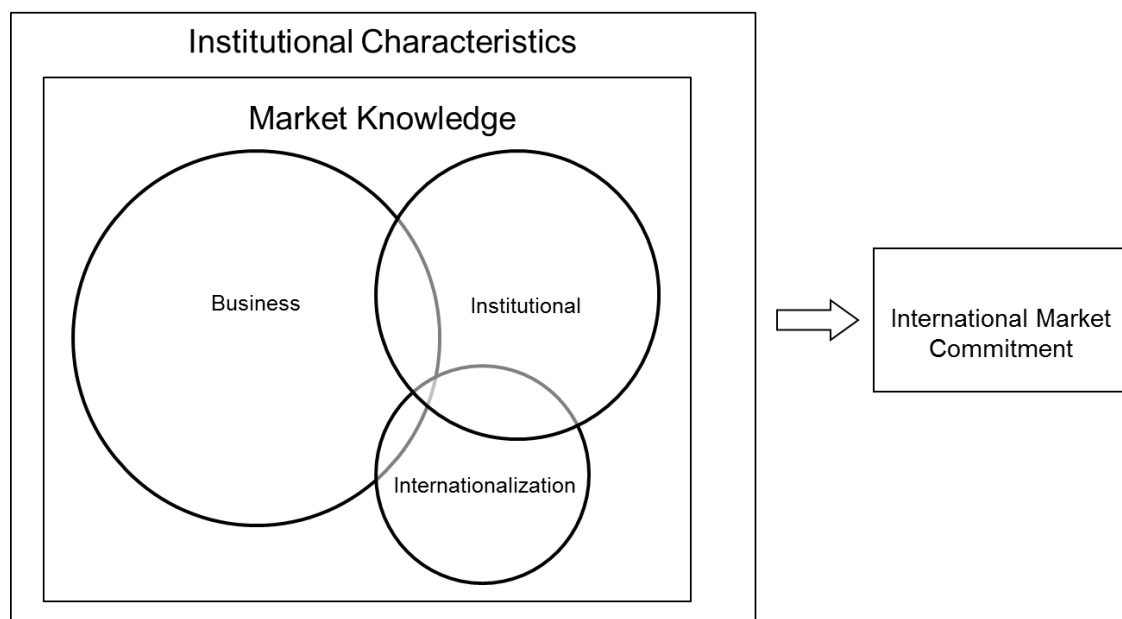 Institutional Characteristics
Market Knowledge
Business
Institutional
Internationalization
International Market
Commitment